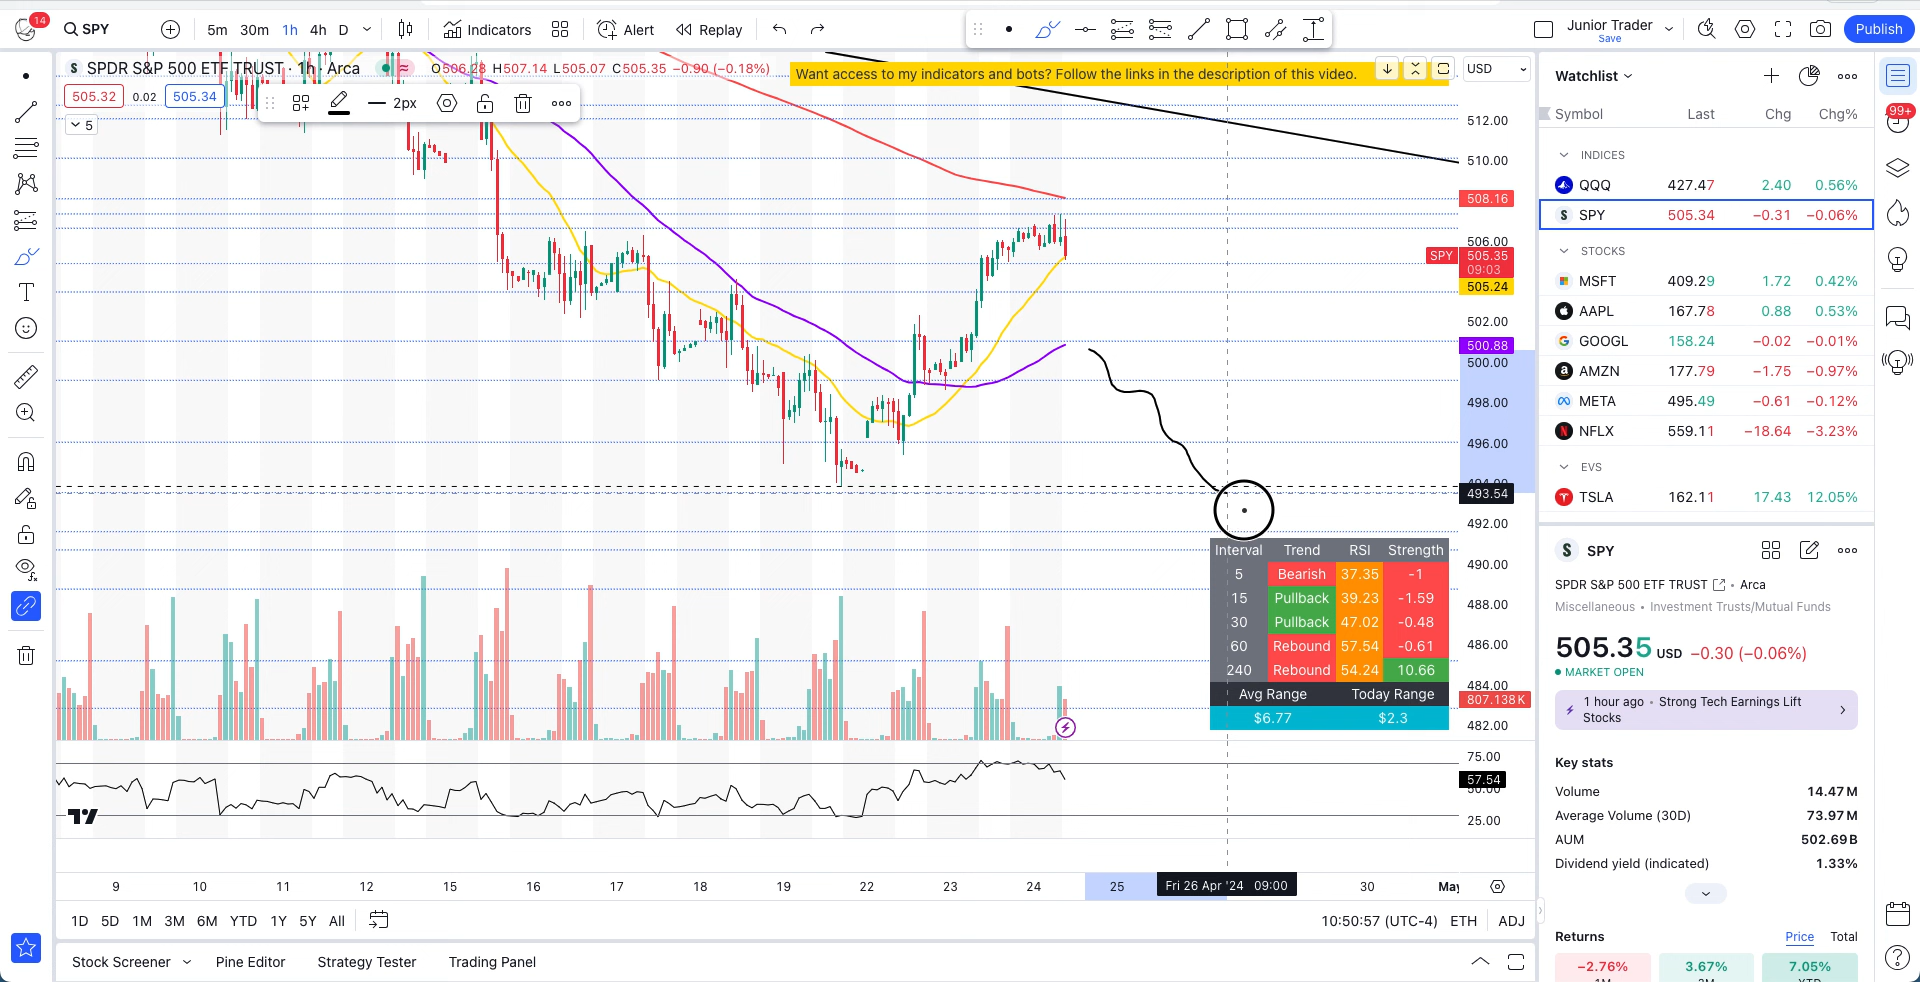 14
SPY
5m 30m 1h 4h D
Indicators
Alert
Replay
Junior Trader
Save
Publish
SPDR S&P 500 ETF TRUST · 1h · Arca
O506.28 H507.14 L505.07 C505.35 −0.90 (−0.18%)
Want access to my indicators and bots? Follow the links in the description of this video.
USD
505.32 0.02 505.34
2px
5
512.00
510.00
508.16
506.00
SPY 505.35
09:03
505.24
502.00
500.88
500.00
498.00
496.00
493.54
492.00
490.00
488.00
486.00
484.00
807.138K
482.00
75.00
57.54
25.00
Interval Trend RSI Strength
5 Bearish 37.35 -1
15 Pullback 39.23 -1.59
30 Pullback 47.02 -0.48
60 Rebound 57.54 -0.61
240 Rebound 54.24 10.66
Avg Range Today Range
$6.77 $2.3
9 10 11 12 15 16 17 18 19 22 23 24 25 Fri 26 Apr '24 09:00 30 May
1D 5D 1M 3M 6M YTD 1Y 5Y All
10:50:57 (UTC-4) ETH ADJ
Stock Screener Pine Editor Strategy Tester Trading Panel
Watchlist
Symbol Last Chg Chg%
INDICES
QQQ 427.47 2.40 0.56%
SPY 505.34 −0.31 −0.06%
STOCKS
MSFT 409.29 1.72 0.42%
AAPL 167.78 0.88 0.53%
GOOGL 158.24 −0.02 −0.01%
AMZN 177.79 −1.75 −0.97%
META 495.49 −0.61 −0.12%
NFLX 559.11 −18.64 −3.23%
EVS
TSLA 162.11 17.43 12.05%
SPY
SPDR S&P 500 ETF TRUST • Arca
Miscellaneous • Investment Trusts/Mutual Funds
505.35 USD −0.30 (−0.06%)
MARKET OPEN
1 hour ago • Strong Tech Earnings Lift
Stocks
Key stats
Volume 14.47M
Average Volume (30D) 73.97M
AUM 502.69B
Dividend yield (indicated) 1.33%
Returns Price Total
−2.76% 3.67% 7.05%
99+